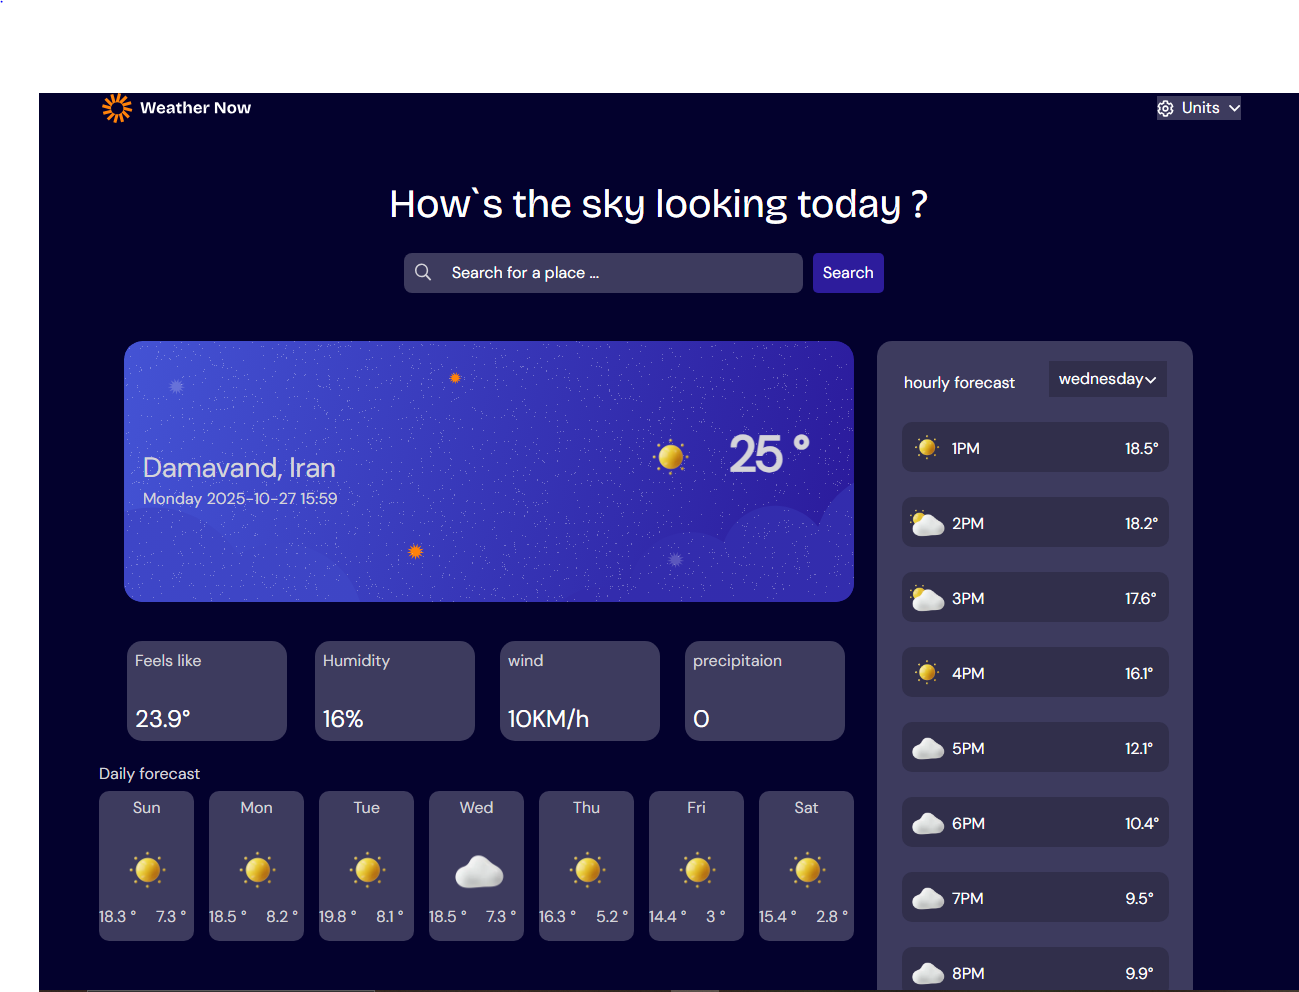 Weather Now
Units
How`s the sky looking today ?
Search for a place ...
Search
Damavand, Iran
Monday 2025-10-27 15:59
25 °
Feels like
23.9°
Humidity
16%
wind
10KM/h
precipitaion
0
Daily forecast
Sun
18.3 ° 7.3 °
Mon
18.5 ° 8.2 °
Tue
19.8 ° 8.1 °
Wed
18.5 ° 7.3 °
Thu
16.3 ° 5.2 °
Fri
14.4 ° 3 °
Sat
15.4 ° 2.8 °
hourly forecast
wednesday
1PM 18.5°
2PM 18.2°
3PM 17.6°
4PM 16.1°
5PM 12.1°
6PM 10.4°
7PM 9.5°
8PM 9.9°